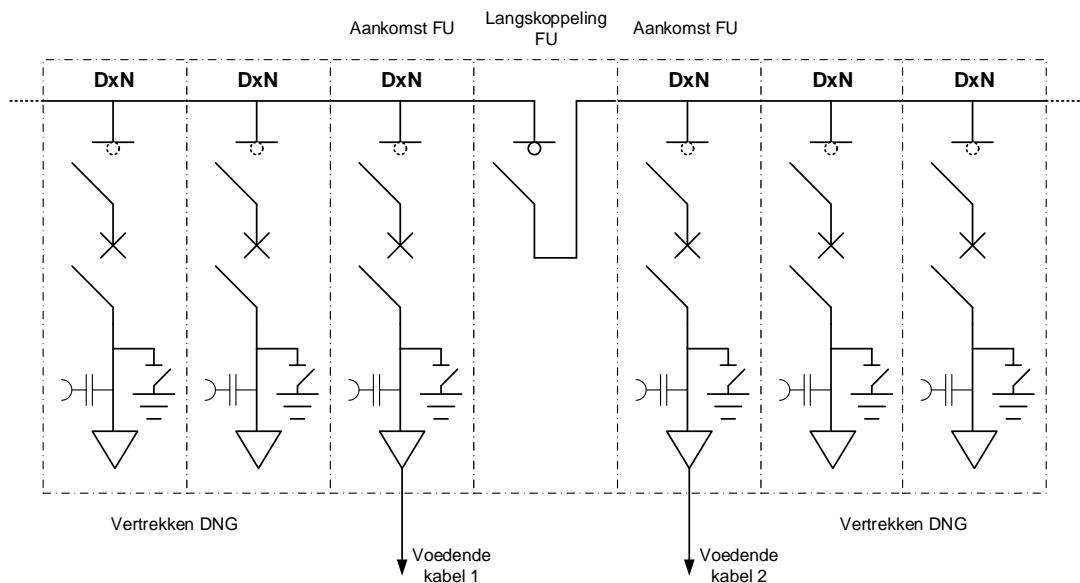 Aankomst FU
Langskoppeling
FU
Aankomst FU
DxN
DxN
DxN
DxN
DxN
DxN
Vertrekken DNG
Vertrekken DNG
Voedende
kabel 1
Voedende
kabel 2